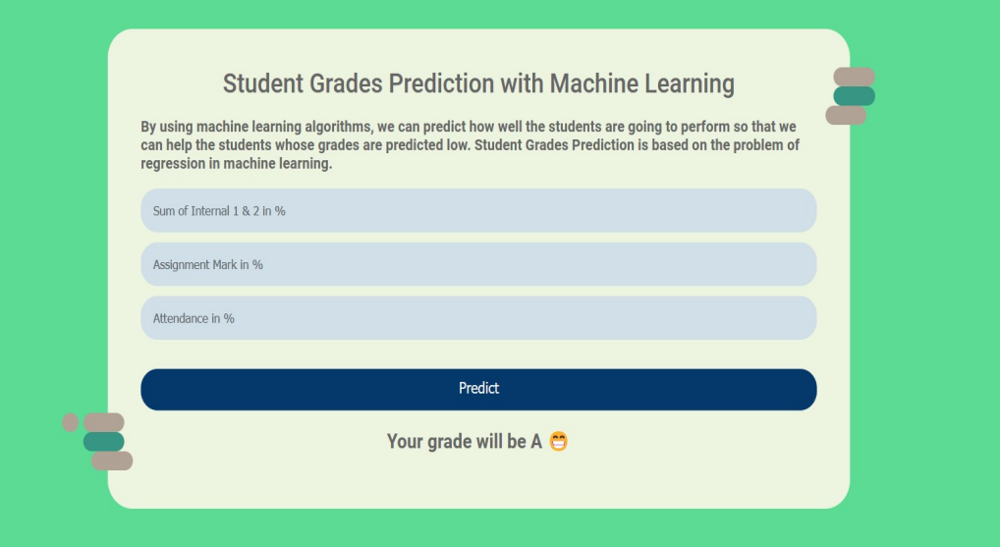 Student Grades Prediction with Machine Learning
By using machine learning algorithms, we can predict how well the students are going to perform so that we
can help the students whose grades are predicted low. Student Grades Prediction is based on the problem of
regression in machine learning.
Sum of Internal 1 & 2 in %
Assignment Mark in %
Attendance in %
Predict
Your grade will be A 😁